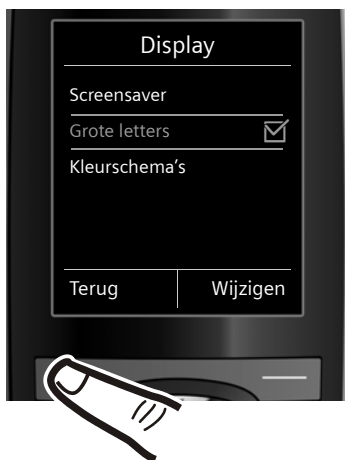 Display
Screensaver
Grote letters
Kleurschema's
Terug Wijzigen